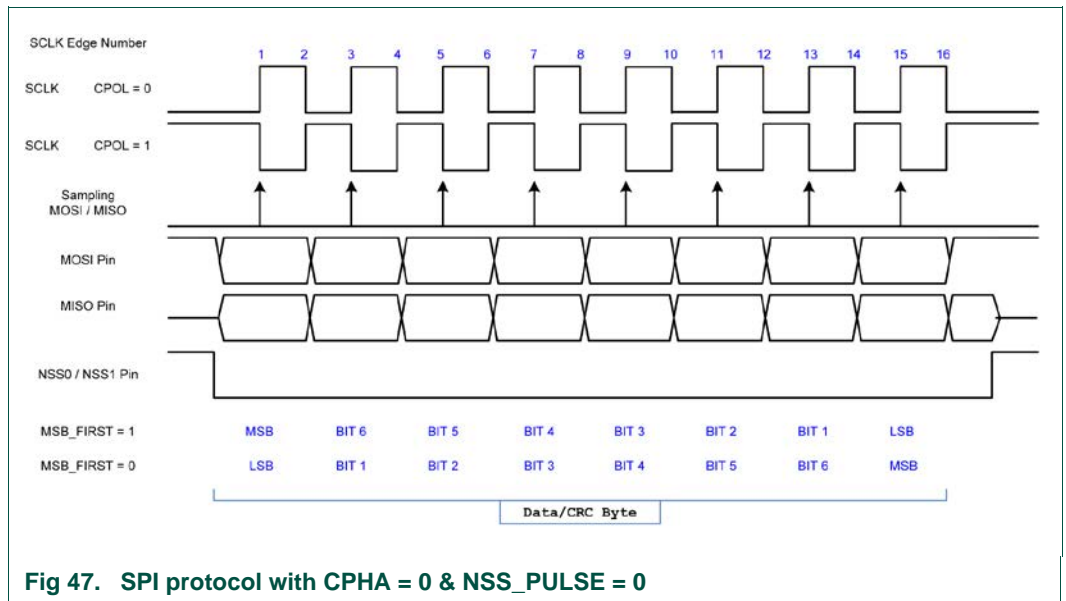 SCLK Edge Number
1 2 3 4 5 6 7 8 9 10 11 12 13 14 15 16
SCLK CPOL = 0
SCLK CPOL = 1
Sampling
MOSI / MISO
MOSI Pin
MISO Pin
NSS0 / NSS1 Pin
MSB_FIRST = 1 MSB BIT 6 BIT 5 BIT 4 BIT 3 BIT 2 BIT 1 LSB
MSB_FIRST = 0 LSB BIT 1 BIT 2 BIT 3 BIT 4 BIT 5 BIT 6 MSB
Data/CRC Byte
Fig 47. SPI protocol with CPHA = 0 & NSS_PULSE = 0